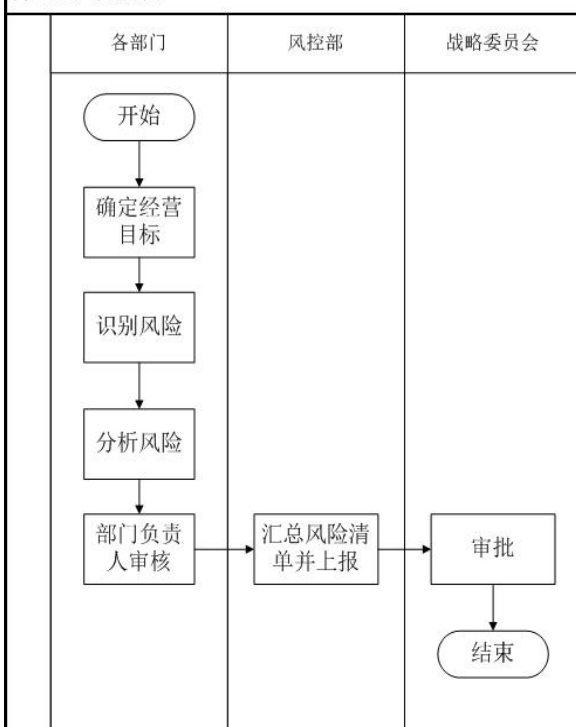 各部门
风控部
战略委员会
开始
确定经营
目标
识别风险
分析风险
部门负责
人审核
汇总风险清
单并上报
审批
结束